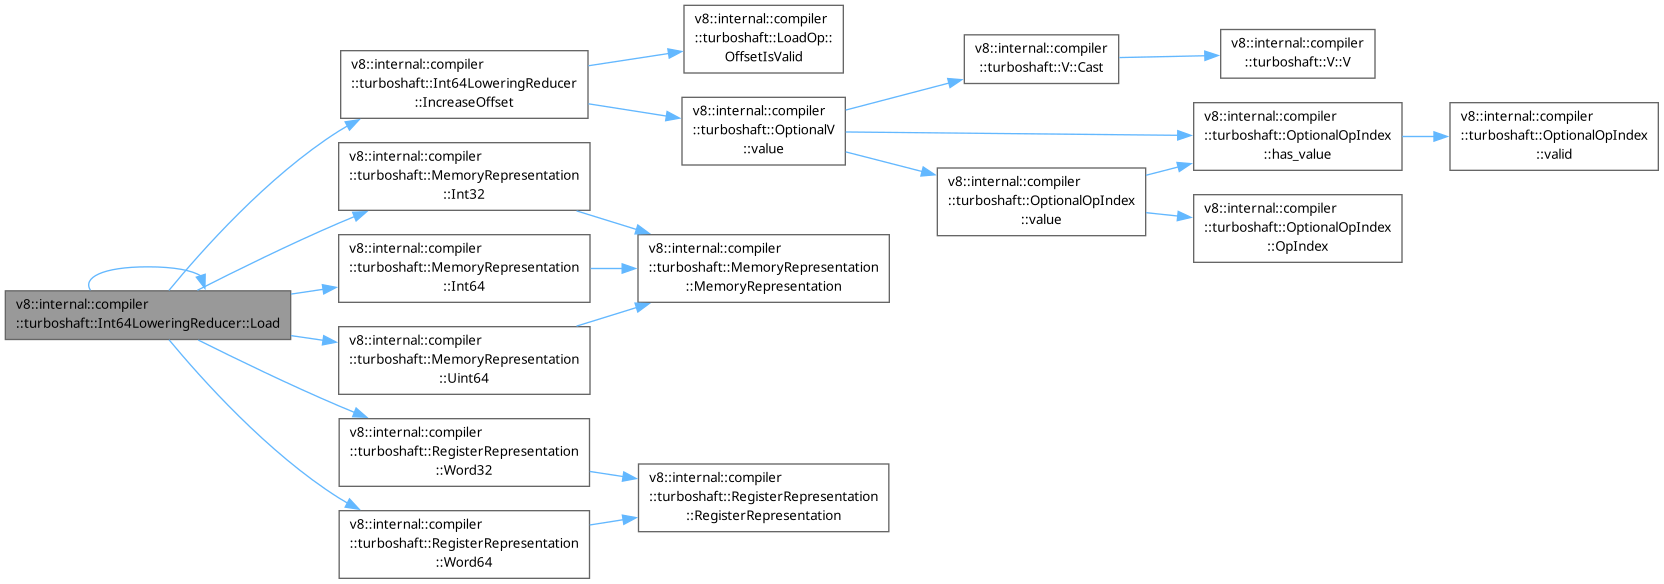 v8::internal::compiler
::turboshaft::Int64LoweringReducer::Load
v8::internal::compiler
::turboshaft::Int64LoweringReducer
::IncreaseOffset
v8::internal::compiler
::turboshaft::LoadOp::
OffsetIsValid
v8::internal::compiler
::turboshaft::OptionalV
::value
v8::internal::compiler
::turboshaft::V::Cast
v8::internal::compiler
::turboshaft::V::V
v8::internal::compiler
::turboshaft::OptionalOpIndex
::has_value
v8::internal::compiler
::turboshaft::OptionalOpIndex
::valid
v8::internal::compiler
::turboshaft::OptionalOpIndex
::value
v8::internal::compiler
::turboshaft::OptionalOpIndex
::OpIndex
v8::internal::compiler
::turboshaft::MemoryRepresentation
::Int32
v8::internal::compiler
::turboshaft::MemoryRepresentation
::MemoryRepresentation
v8::internal::compiler
::turboshaft::MemoryRepresentation
::Int64
v8::internal::compiler
::turboshaft::MemoryRepresentation
::Uint64
v8::internal::compiler
::turboshaft::RegisterRepresentation
::Word32
v8::internal::compiler
::turboshaft::RegisterRepresentation
::RegisterRepresentation
v8::internal::compiler
::turboshaft::RegisterRepresentation
::Word64